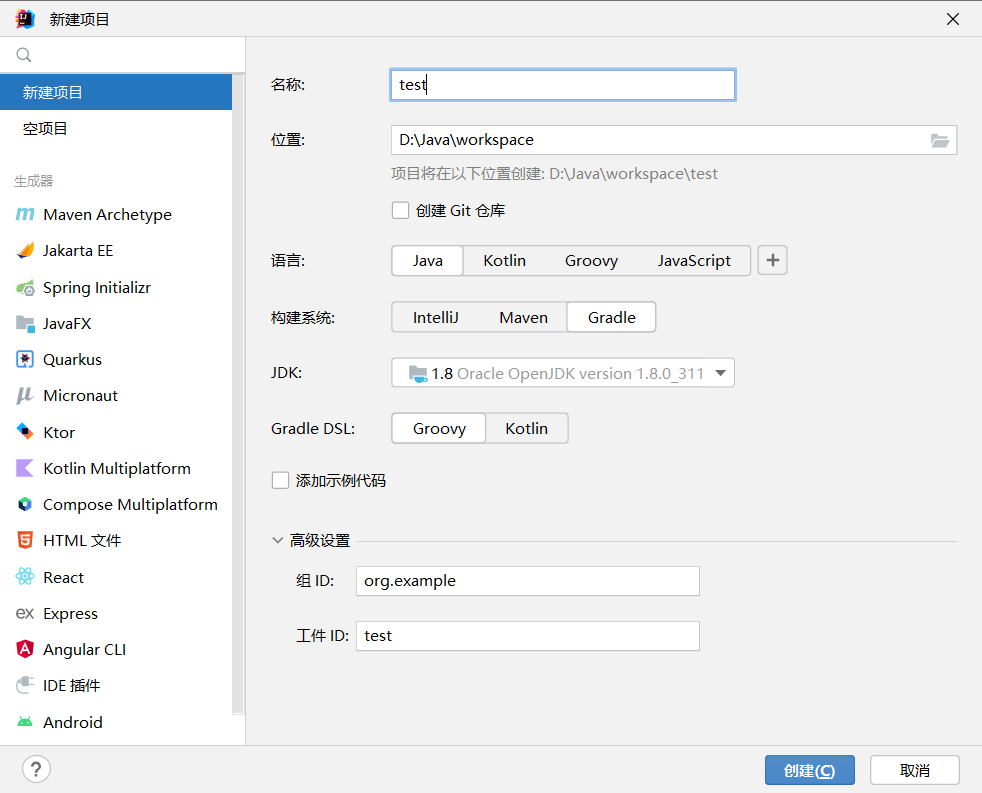 新建项目
新建项目
空项目
生成器
Maven Archetype
Jakarta EE
Spring Initializr
JavaFX
Quarkus
Micronaut
Ktor
Kotlin Multiplatform
Compose Multiplatform
HTML 文件
React
ex Express
Angular CLI
IDE 插件
Android
名称: test
位置: D:\Java\workspace
项目将在以下位置创建: D:\Java\workspace\test
创建 Git 仓库
语言: Java Kotlin Groovy JavaScript +
构建系统: IntelliJ Maven Gradle
JDK: 1.8 Oracle OpenJDK version 1.8.0_311
Gradle DSL: Groovy Kotlin
添加示例代码
高级设置
组 ID: org.example
工件 ID: test
? 创建(C) 取消